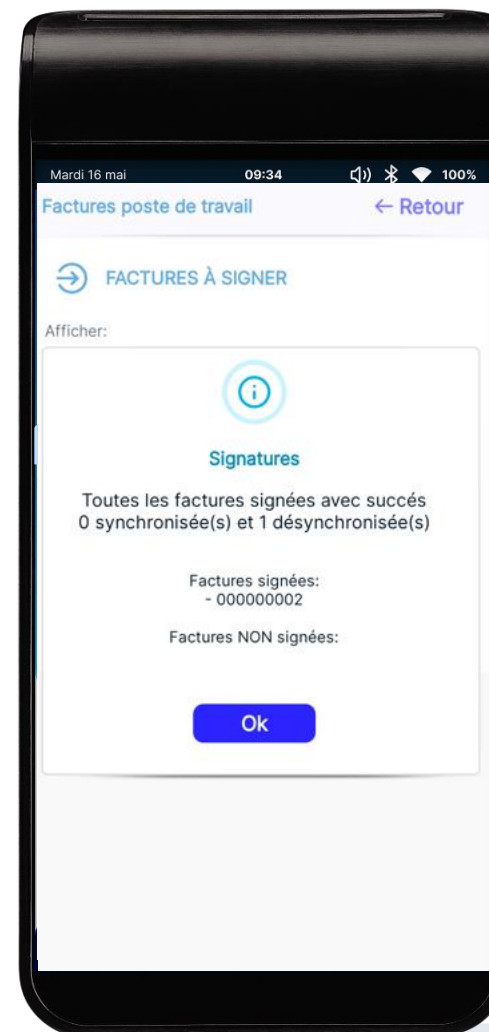 Mardi 16 mai 09:34 100%
Factures poste de travail ← Retour
FACTURES À SIGNER
Afficher:
Signatures
Toutes les factures signées avec succés
0 synchronisée(s) et 1 désynchronisée(s)
Factures signées:
- 000000002
Factures NON signées:
Ok